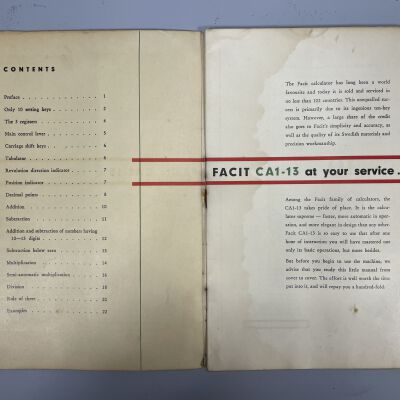 CONTENTS
Preface . . . . . . . . . . . . . 1
Only 10 setting keys . . . . . . . . . 2
The 3 registers . . . . . . . . . . 4
Main control lever . . . . . . . . . 5
Carriage shift keys . . . . . . . . . 6
Tabulator . . . . . . . . . . . . 6
Revolution direction indicator . . . . . . 7
Position indicator . . . . . . . . . . 7
Decimal points . . . . . . . . . . 8
Addition . . . . . . . . . . . . 10
Subtraction . . . . . . . . . . . 11
Addition and subtraction of numbers having
10—13 digits . . . . . . . . . . 12
Subtraction below zero . . . . . . . . 13
Multiplication . . . . . . . . . . . 14
Semi-automatic multiplication . . . . . . 16
Division . . . . . . . . . . . . 18
Rule of three . . . . . . . . . . . 21
Examples . . . . . . . . . . . . 22
The Facit calculator has long been a world
favourite and today it is sold and serviced in
no less than 102 countries. This unequalled suc-
cess is primarily due to its ingenious ten-key
system. However, a large share of the credit
also goes to Facit's simplicity and accuracy, as
well as the quality of its Swedish materials and
precision workmanship.
FACIT CA1-13 at your service..
Among the Facit family of calculators, the
CA1-13 takes pride of place. It is the calcu-
lator supreme — faster, more automatic in oper-
ation, and more elegant in design than any other.
Facit CA1-13 is so easy to use that after one
hour of instruction you will have mastered not
only its basic operations, but more besides.
But before you begin to use the machine, we
advise that you study this little manual from
cover to cover. The effort is well worth the time
put into it, and will repay you a hundred-fold.